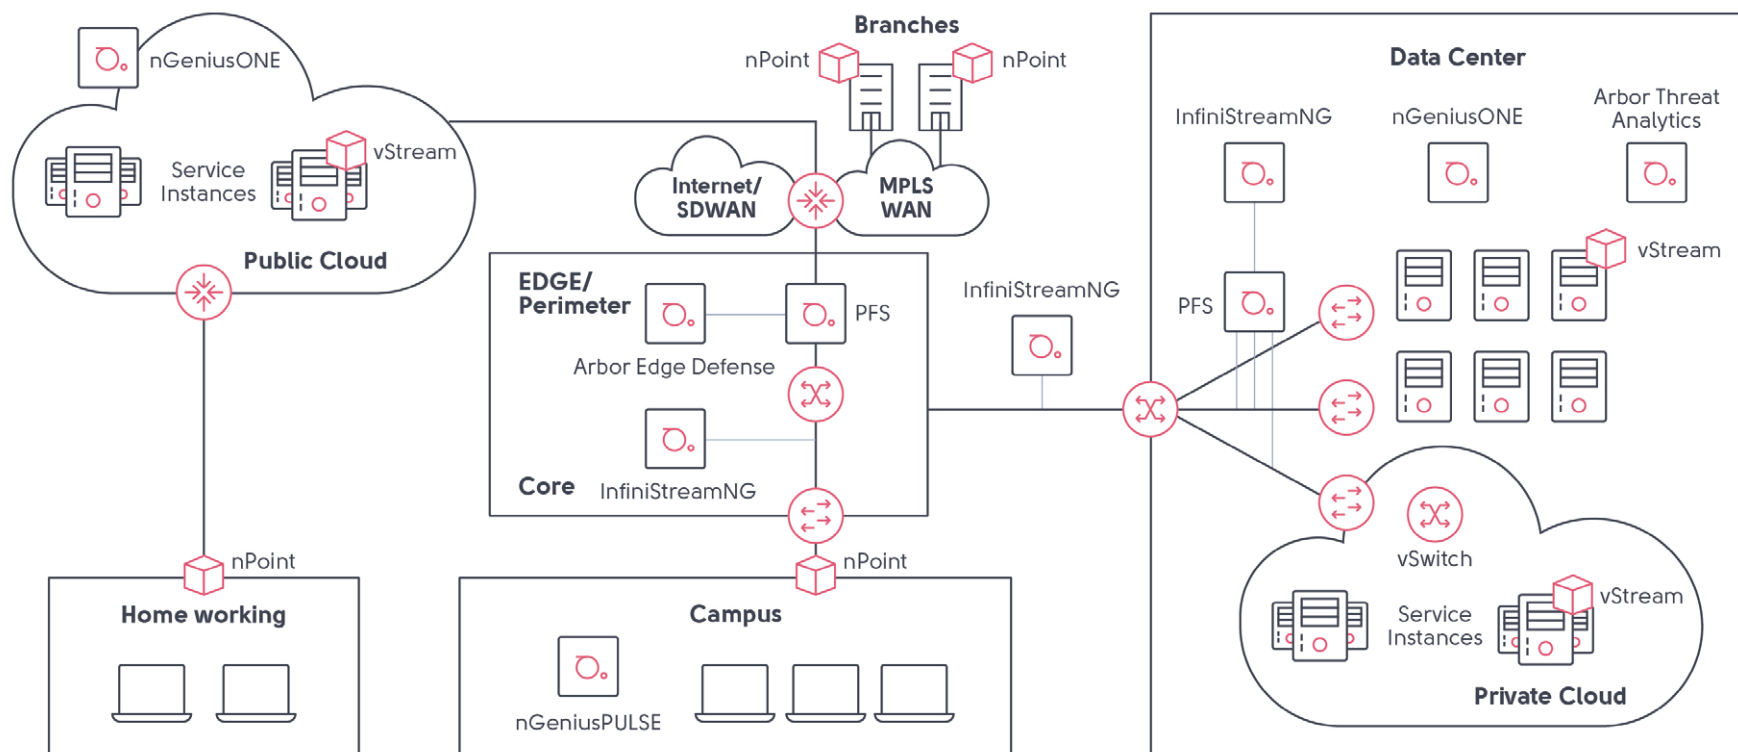 nGeniusONE
Service
Instances
vStream
Public Cloud
Branches
nPoint
nPoint
Internet/
SDWAN
MPLS
WAN
EDGE/
Perimeter
PFS
Arbor Edge Defense
InfiniStreamNG
Core
InfiniStreamNG
nPoint
Home working
nPoint
Campus
nGeniusPULSE
Data Center
InfiniStreamNG
nGeniusONE
Arbor Threat
Analytics
PFS
vStream
vSwitch
Service
Instances
vStream
Private Cloud